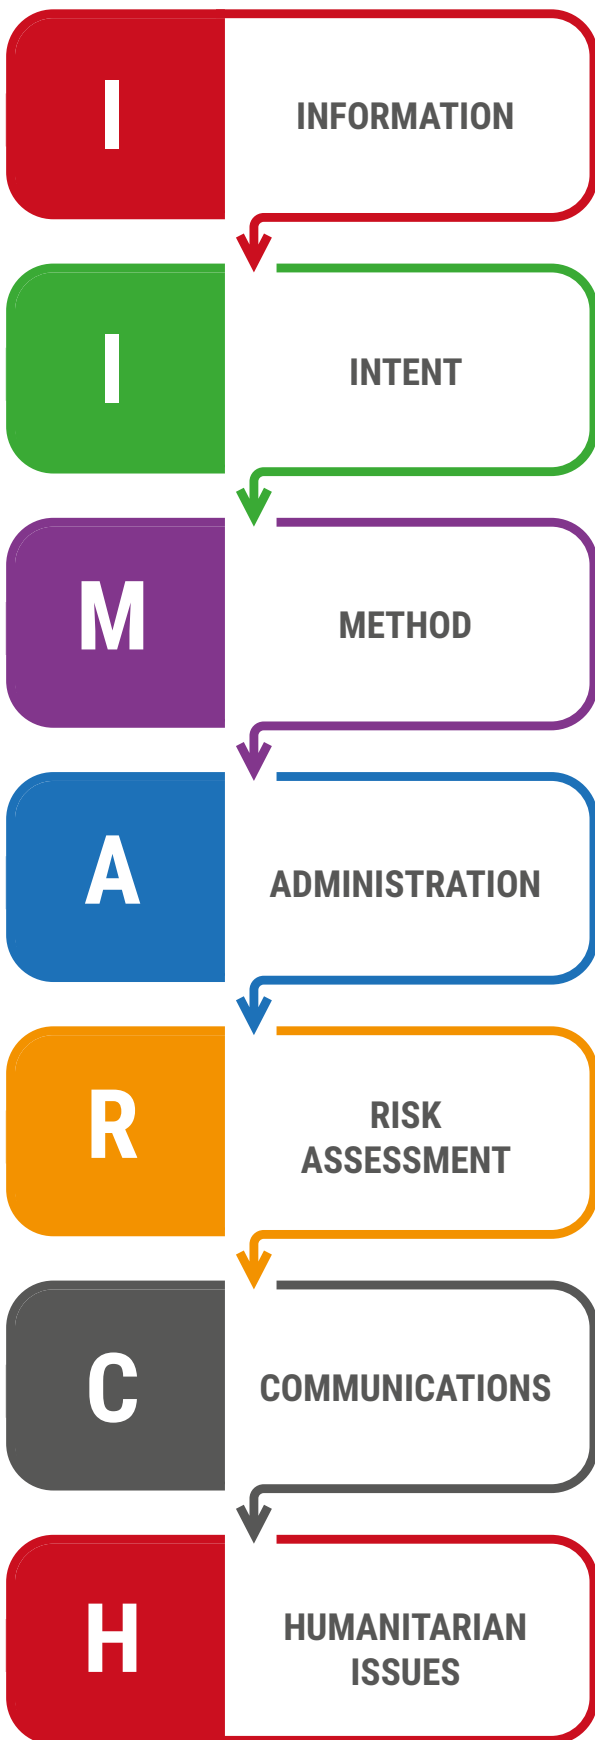 I
INFORMATION
I
INTENT
M
METHOD
A
ADMINISTRATION
R
RISK
ASSESSMENT
C
COMMUNICATIONS
H
HUMANITARIAN
ISSUES